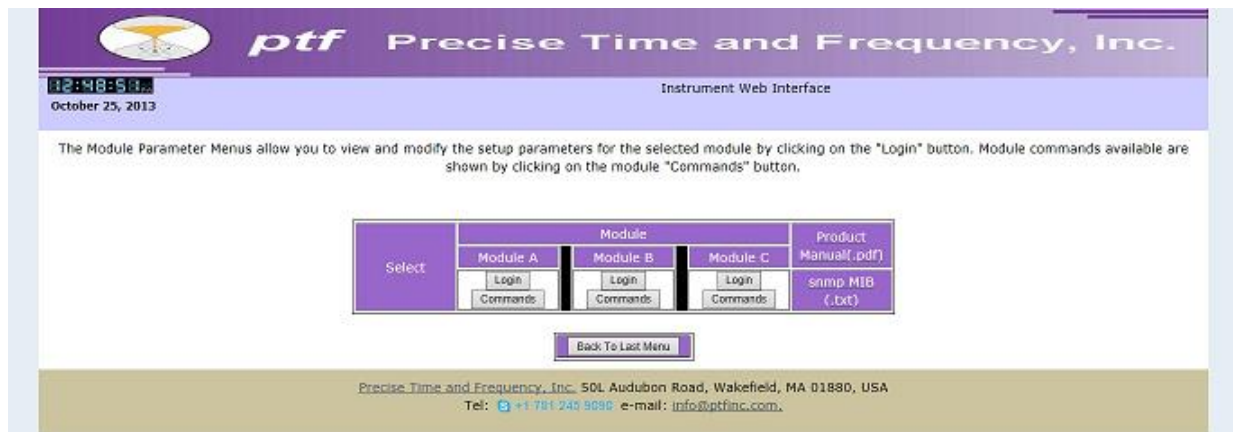 ptf Precise Time and Frequency, Inc.
12:48:51
October 25, 2013
Instrument Web Interface
The Module Parameter Menus allow you to view and modify the setup parameters for the selected module by clicking on the "Login" button. Module commands available are
shown by clicking on the module "Commands" button.
Select
Module
Product
Manual(.pdf)
Module A
Module B
Module C
Login
Login
Login
snmp MIB
(.txt)
Commands
Commands
Commands
Back To Last Menu
Precise Time and Frequency, Inc. 50L Audubon Road, Wakefield, MA 01880, USA
Tel: +1 781 245 9090 e-mail: info@ptfinc.com.